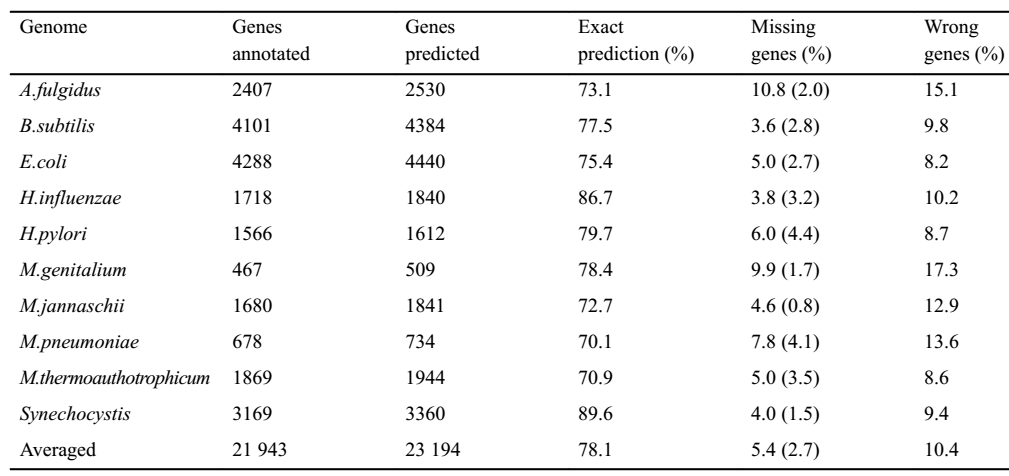 Genome Genes annotated Genes predicted Exact prediction (%) Missing genes (%) Wrong genes (%)
A.fulgidus 2407 2530 73.1 10.8 (2.0) 15.1
B.subtilis 4101 4384 77.5 3.6 (2.8) 9.8
E.coli 4288 4440 75.4 5.0 (2.7) 8.2
H.influenzae 1718 1840 86.7 3.8 (3.2) 10.2
H.pylori 1566 1612 79.7 6.0 (4.4) 8.7
M.genitalium 467 509 78.4 9.9 (1.7) 17.3
M.jannaschii 1680 1841 72.7 4.6 (0.8) 12.9
M.pneumoniae 678 734 70.1 7.8 (4.1) 13.6
M.thermoauthotrophicum 1869 1944 70.9 5.0 (3.5) 8.6
Synechocystis 3169 3360 89.6 4.0 (1.5) 9.4
Averaged 21 943 23 194 78.1 5.4 (2.7) 10.4